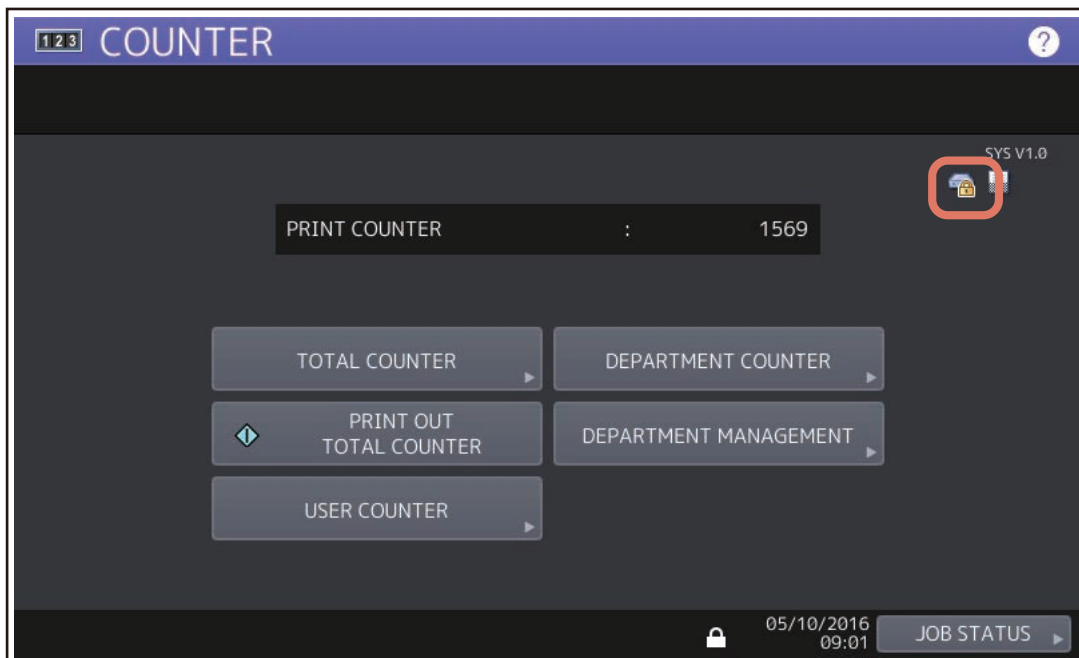 123 COUNTER ?
SYS V1.0
PRINT COUNTER : 1569
TOTAL COUNTER
DEPARTMENT COUNTER
PRINT OUT
TOTAL COUNTER
DEPARTMENT MANAGEMENT
USER COUNTER
05/10/2016
09:01
JOB STATUS